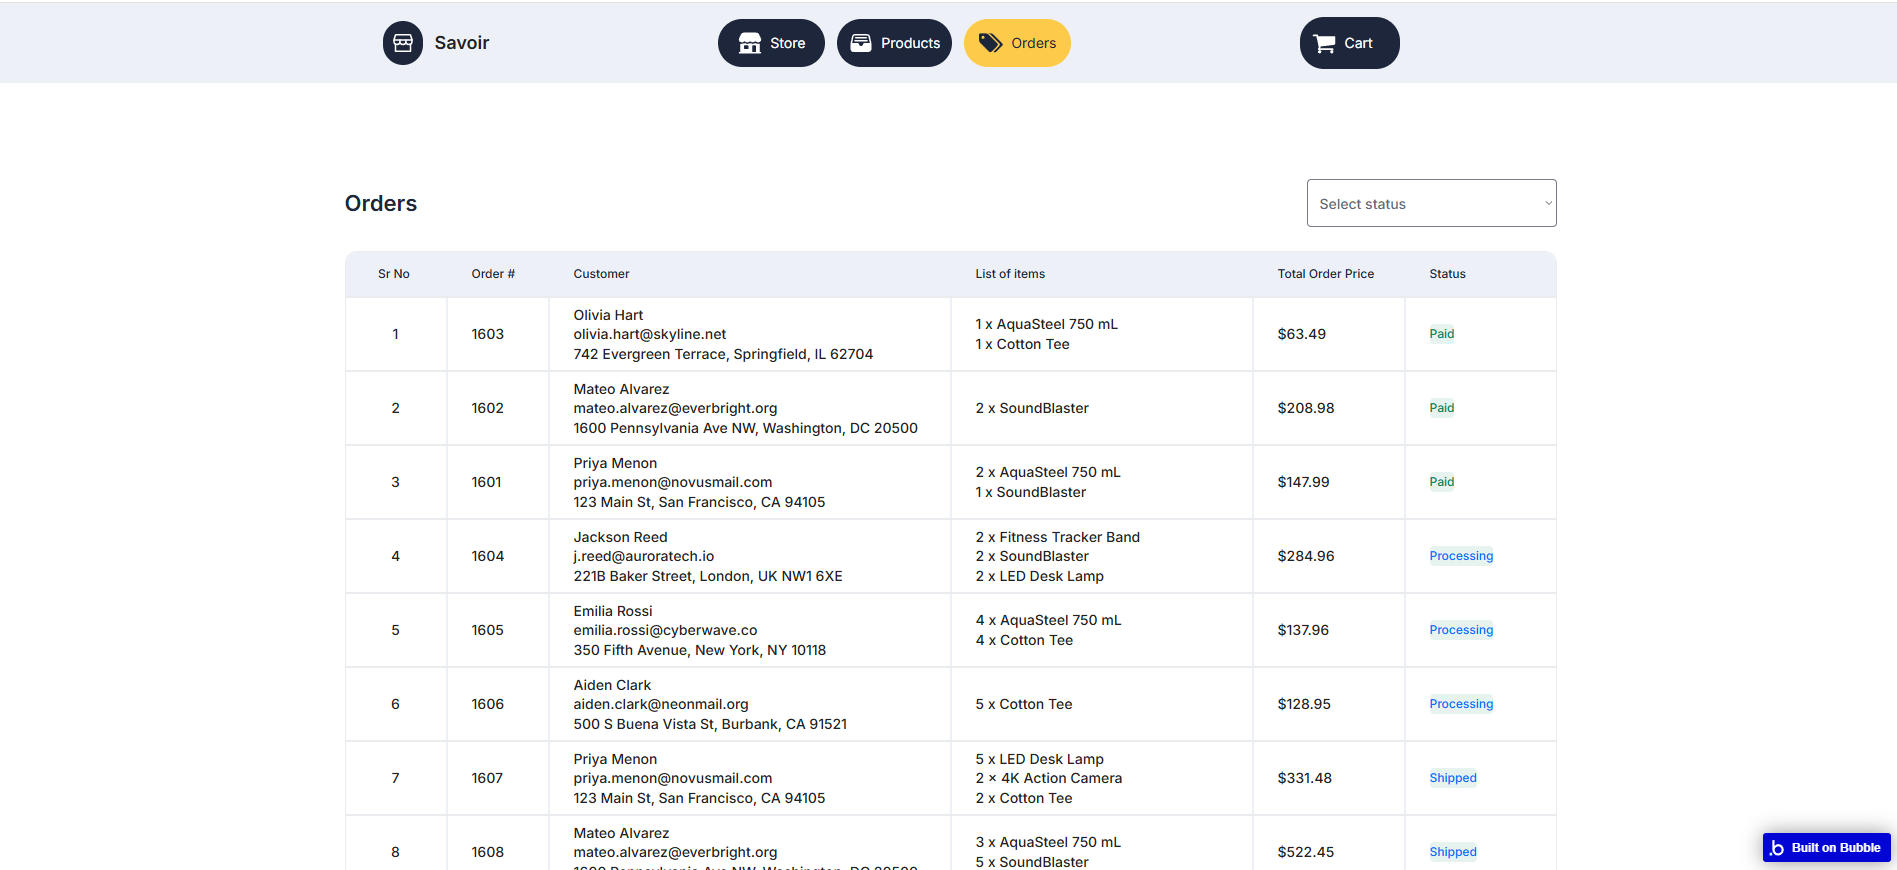 Savoir
Store
Products
Orders
Cart
Orders
Select status
Sr No Order # Customer List of items Total Order Price Status
1 1603 Olivia Hart
olivia.hart@skyline.net
742 Evergreen Terrace, Springfield, IL 62704
1 x AquaSteel 750 mL
1 x Cotton Tee
$63.49 Paid
2 1602 Mateo Alvarez
mateo.alvarez@everbright.org
1600 Pennsylvania Ave NW, Washington, DC 20500
2 x SoundBlaster
$208.98 Paid
3 1601 Priya Menon
priya.menon@novusmail.com
123 Main St, San Francisco, CA 94105
2 x AquaSteel 750 mL
1 x SoundBlaster
$147.99 Paid
4 1604 Jackson Reed
j.reed@auroratech.io
221B Baker Street, London, UK NW1 6XE
2 x Fitness Tracker Band
2 x SoundBlaster
2 x LED Desk Lamp
$284.96 Processing
5 1605 Emilia Rossi
emilia.rossi@cyberwave.co
350 Fifth Avenue, New York, NY 10118
4 x AquaSteel 750 mL
4 x Cotton Tee
$137.96 Processing
6 1606 Aiden Clark
aiden.clark@neonmail.org
500 S Buena Vista St, Burbank, CA 91521
5 x Cotton Tee
$128.95 Processing
7 1607 Priya Menon
priya.menon@novusmail.com
123 Main St, San Francisco, CA 94105
5 x LED Desk Lamp
2 × 4K Action Camera
2 x Cotton Tee
$331.48 Shipped
8 1608 Mateo Alvarez
mateo.alvarez@everbright.org
3 x AquaSteel 750 mL
5 x SoundBlaster
$522.45 Shipped
Built on Bubble